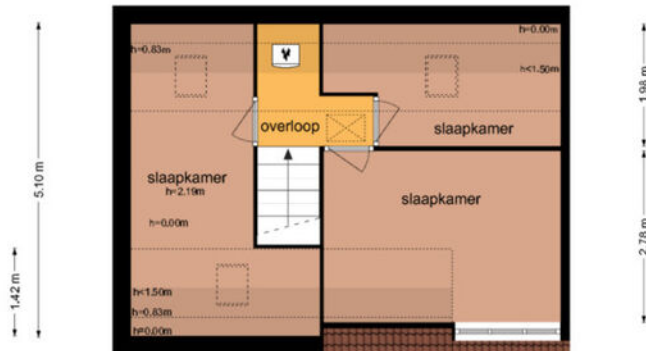 h=0.00m
h=0.83m
h<1.50m
overloop
slaapkamer
slaapkamer
h=2.19m
slaapkamer
h=0.00m
h<1.50m
h=0.83m
h=0.00m
5.10 m
1.42 m
1.98 m
2.78 m